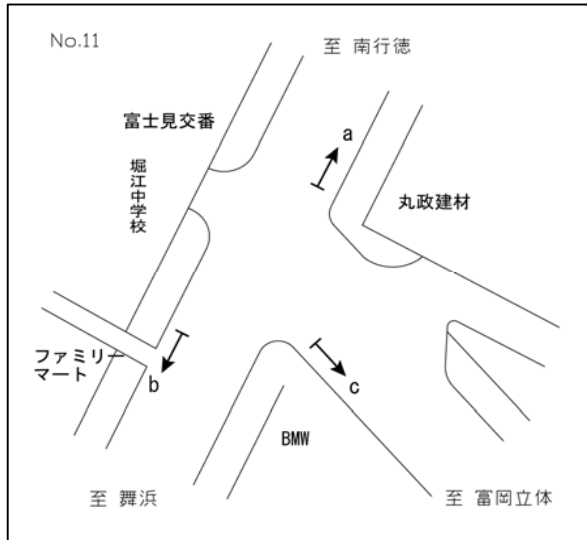 No.11
至 南行徳
富士見交番
a
堀江中学校
丸政建材
ファミリー
マート
b
c
BMW
至 舞浜
至 富岡立体